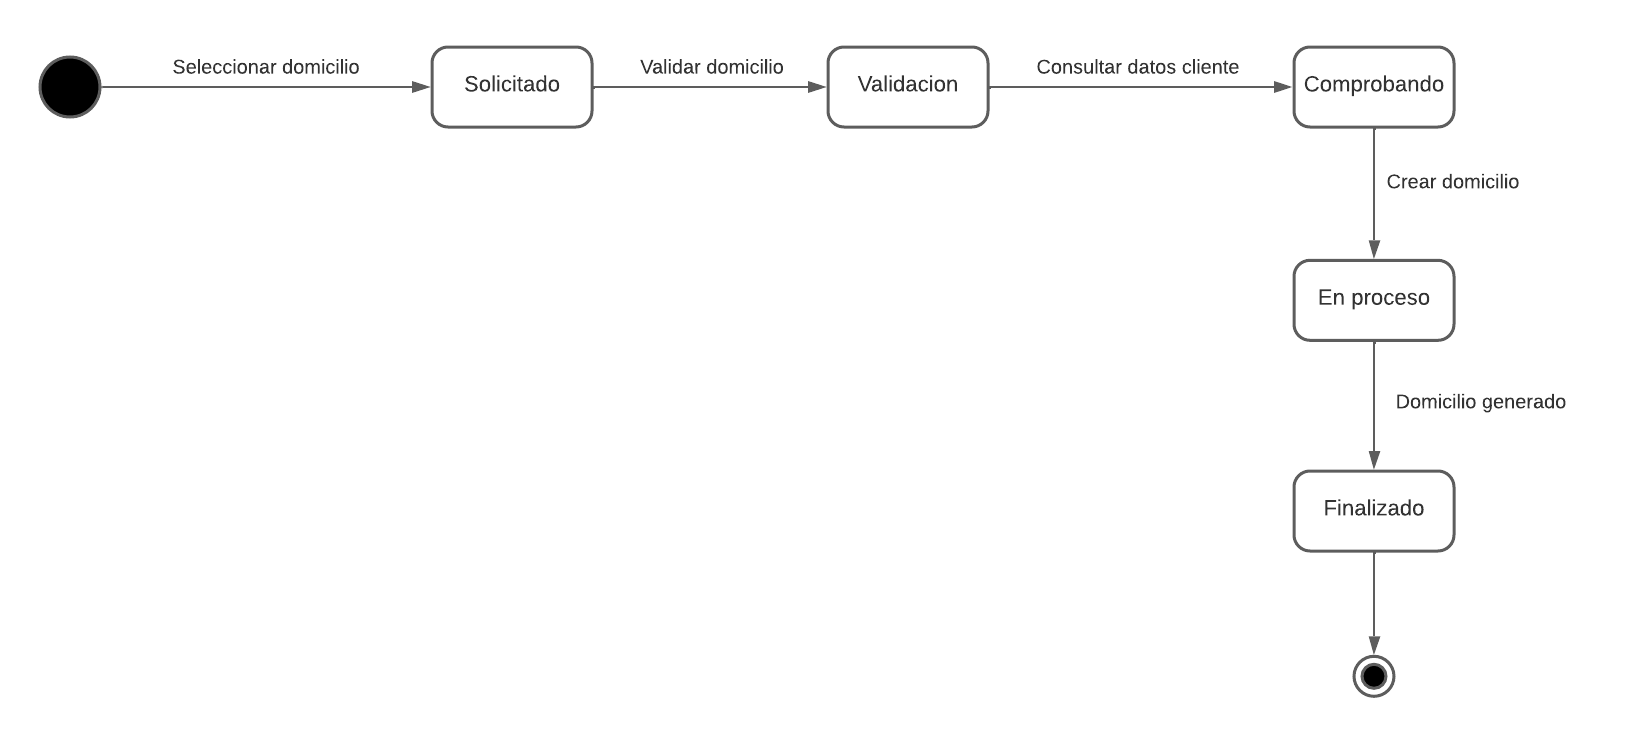 Seleccionar domicilio
Solicitado
Validar domicilio
Validacion
Consultar datos cliente
Comprobando
Crear domicilio
En proceso
Domicilio generado
Finalizado